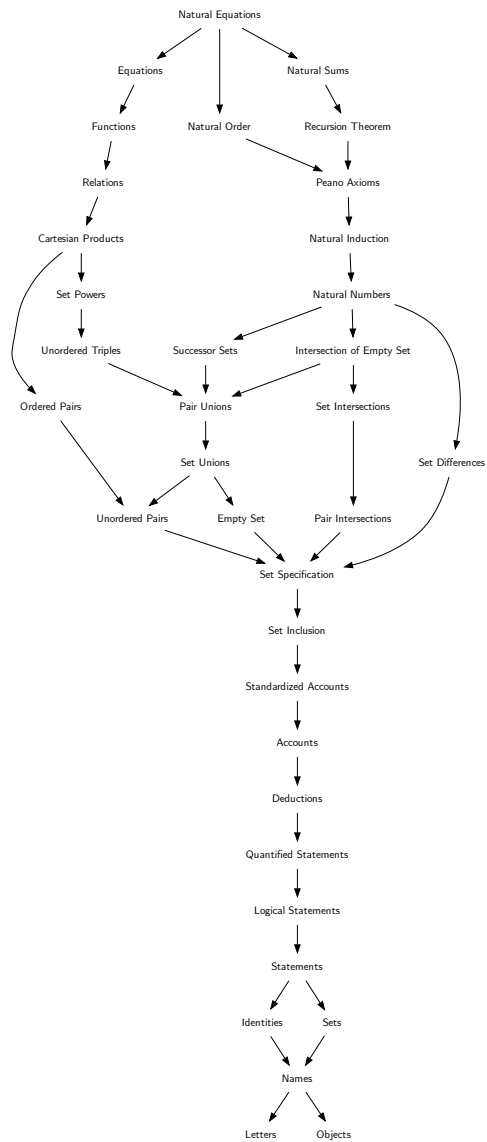 Natural Equations
Equations
Natural Sums
Functions
Natural Order
Recursion Theorem
Relations
Peano Axioms
Cartesian Products
Natural Induction
Set Powers
Natural Numbers
Unordered Triples
Successor Sets
Intersection of Empty Set
Ordered Pairs
Pair Unions
Set Intersections
Set Unions
Set Differences
Unordered Pairs
Empty Set
Pair Intersections
Set Specification
Set Inclusion
Standardized Accounts
Accounts
Deductions
Quantified Statements
Logical Statements
Statements
Identities
Sets
Names
Letters
Objects